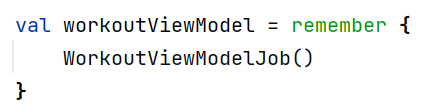 val workoutViewModel = remember {
    WorkoutViewModelJob()
}